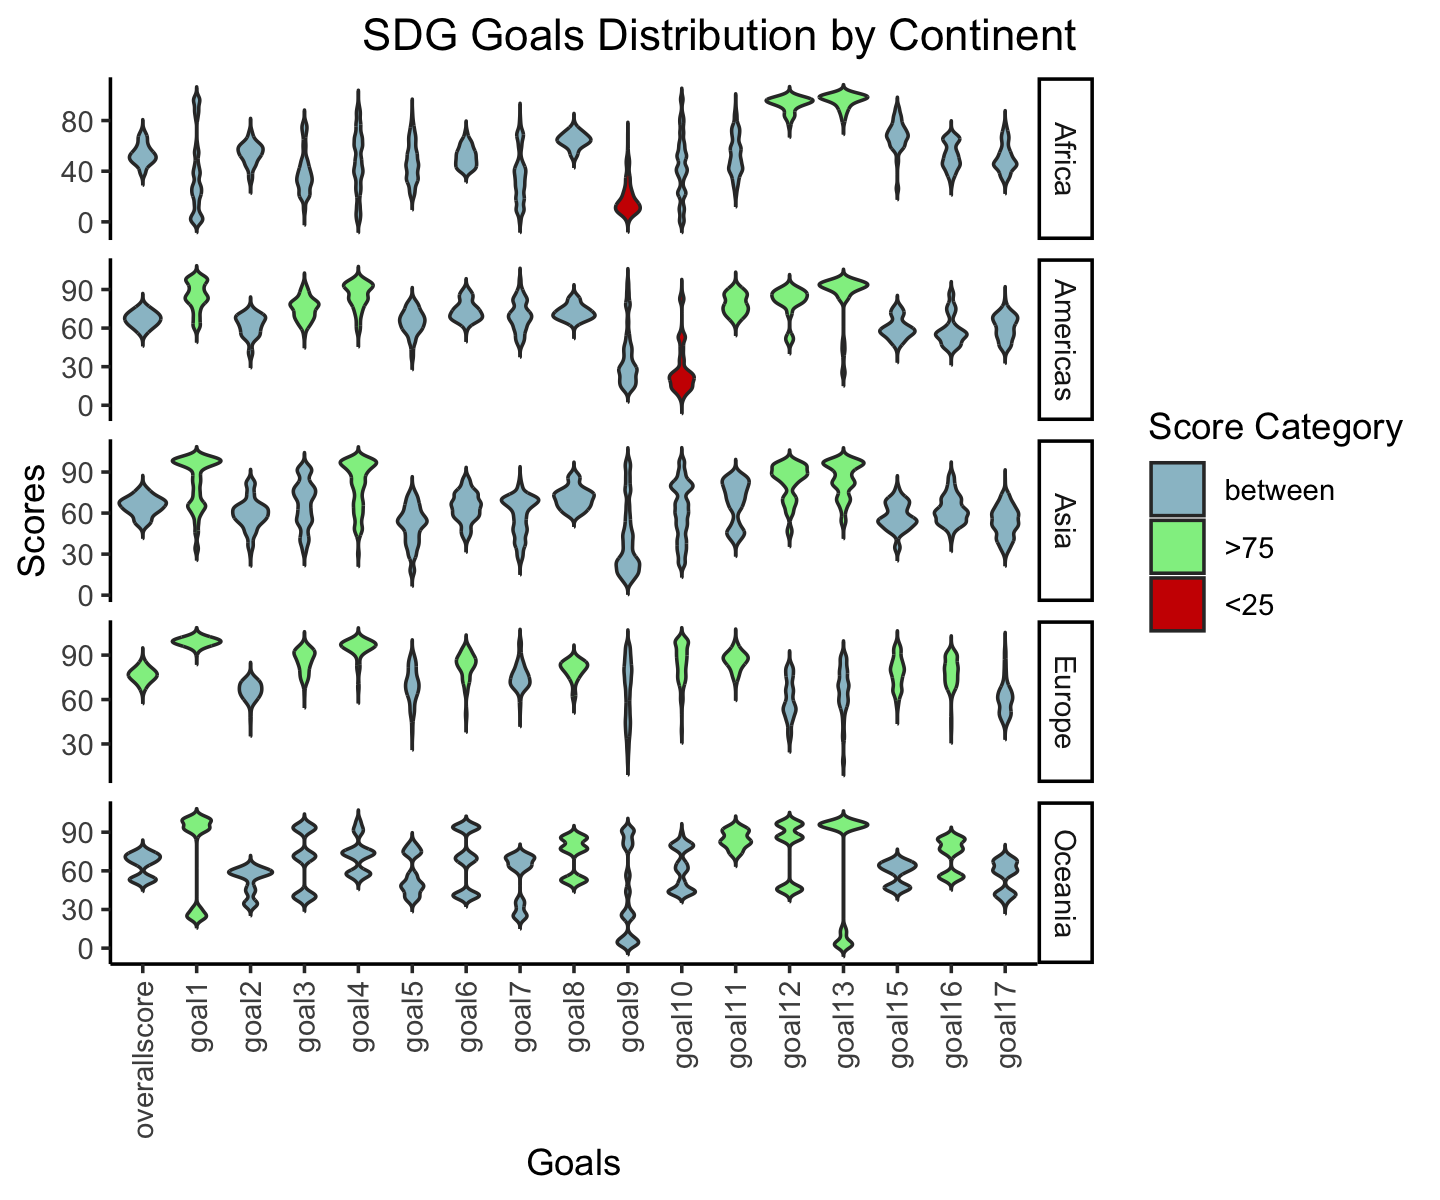 SDG Goals Distribution by Continent
Scores
80
40
0
Africa
90
60
30
0
Americas
90
60
30
0
Asia
90
60
30
Europe
90
60
30
0
Oceania
overallscore
goal1
goal2
goal3
goal4
goal5
goal6
goal7
goal8
goal9
goal10
goal11
goal12
goal13
goal15
goal16
goal17
Goals
Score Category
between
>75
<25